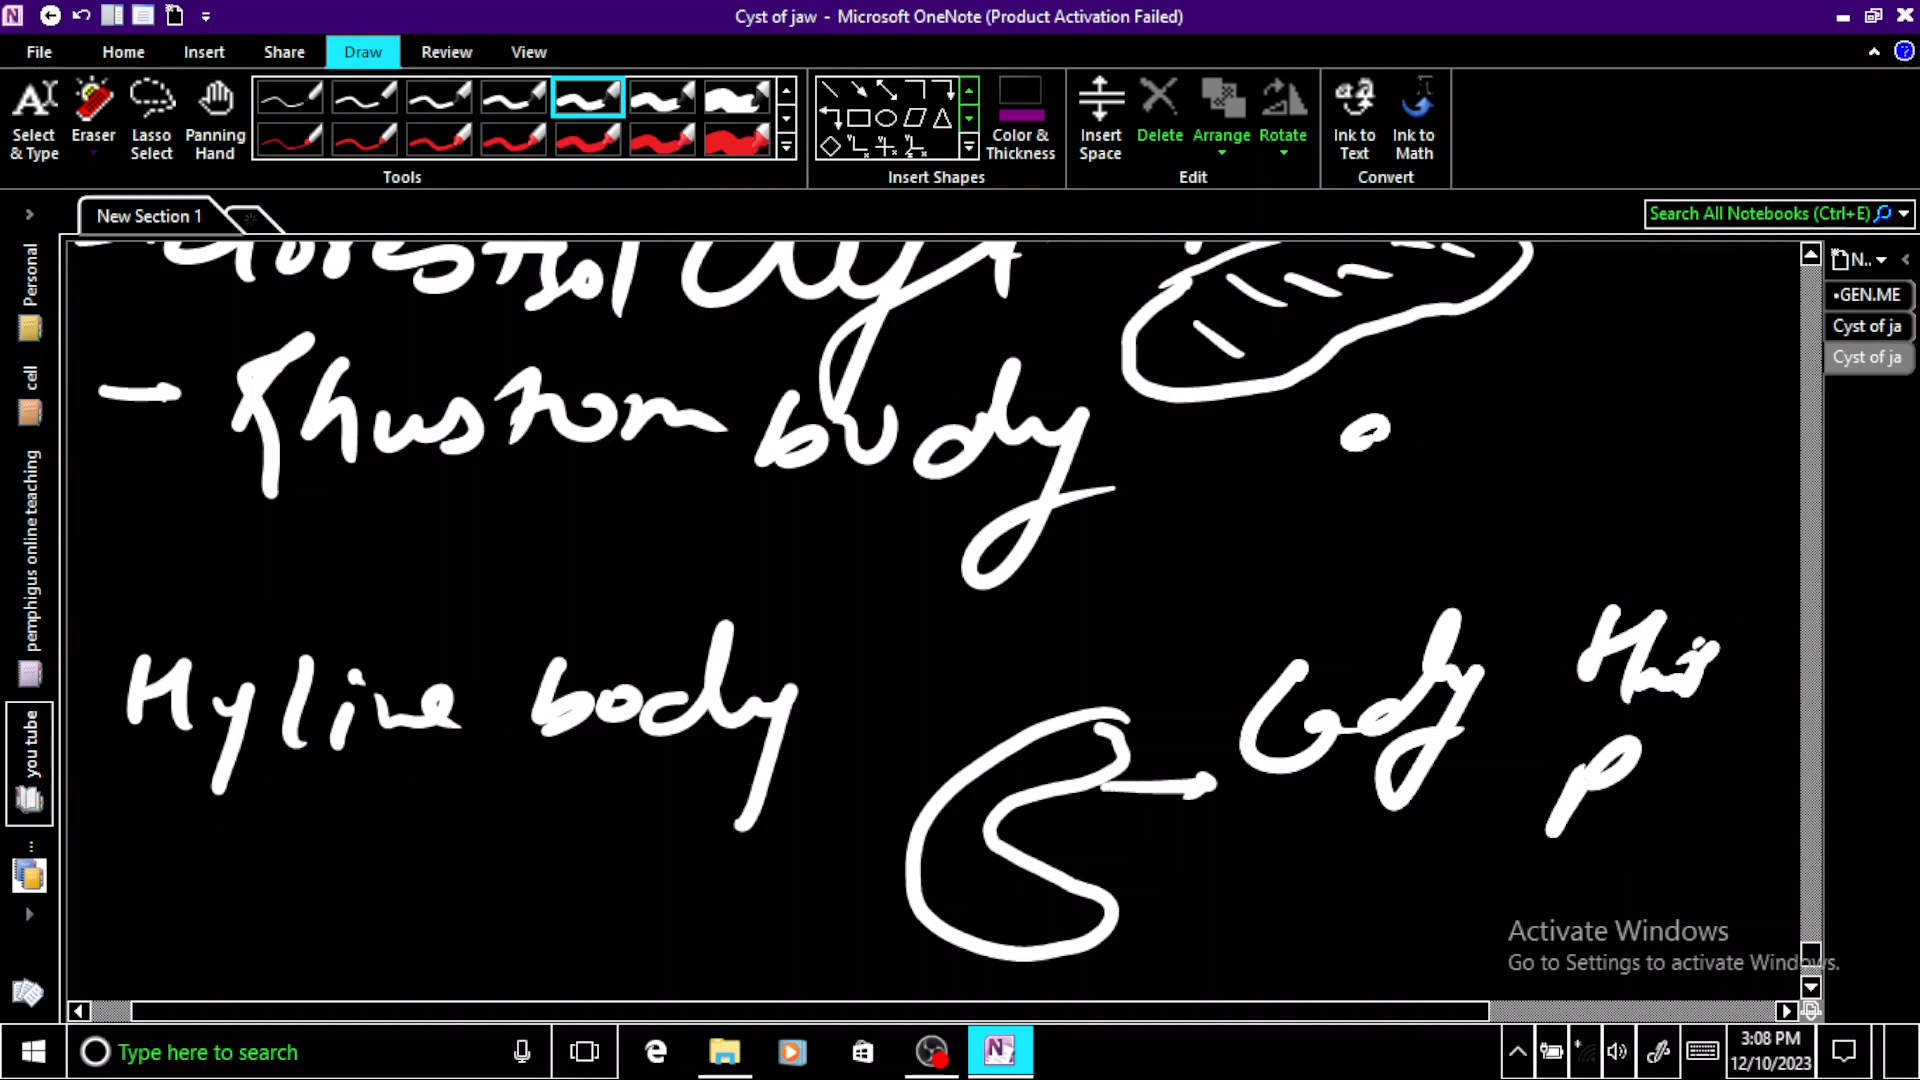 Cyst of jaw - Microsoft OneNote (Product Activation Failed)
File Home Insert Share Draw Review View
Select & Type
Eraser
Lasso Select
Panning Hand
Tools
Insert Shapes
Color & Thickness
Insert Space
Delete
Arrange
Rotate
Edit
Ink to Text
Ink to Math
Convert
New Section 1
Search All Notebooks (Ctrl+E)
Personal
cell
pemphigus online teaching
you tube
N..
•GEN.ME
Cyst of ja
Cyst of ja
body
Hyline body
P
Activate Windows
Go to Settings to activate Windows.
Type here to search
3:08 PM
12/10/2023